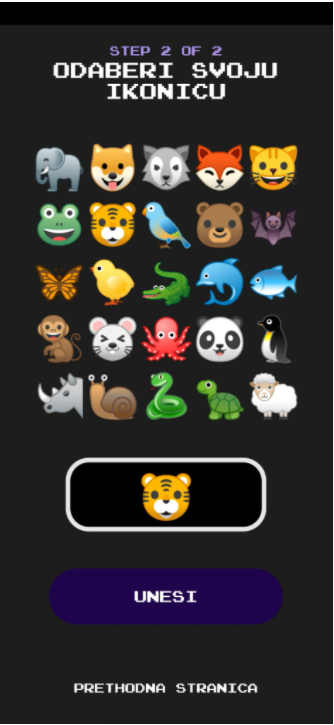 STEP 2 OF 2
ODABERI SVOJU
IKONICU
UNESI
PRETHODNA STRANICA